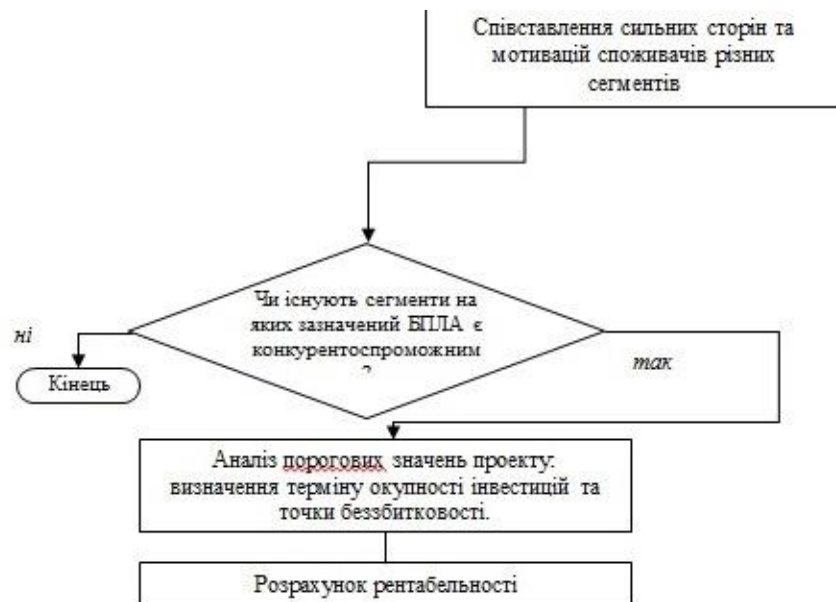 Співставлення сильних сторін та
мотивацій споживачів різних
сегментів
Чи існують сегменти на
яких зазначений БПЛА є
конкурентоспроможним
?
ні
так
Кінець
Аналіз порогових значень проекту:
визначення терміну окупності інвестицій та
точки беззбитковості.
Розрахунок рентабельності